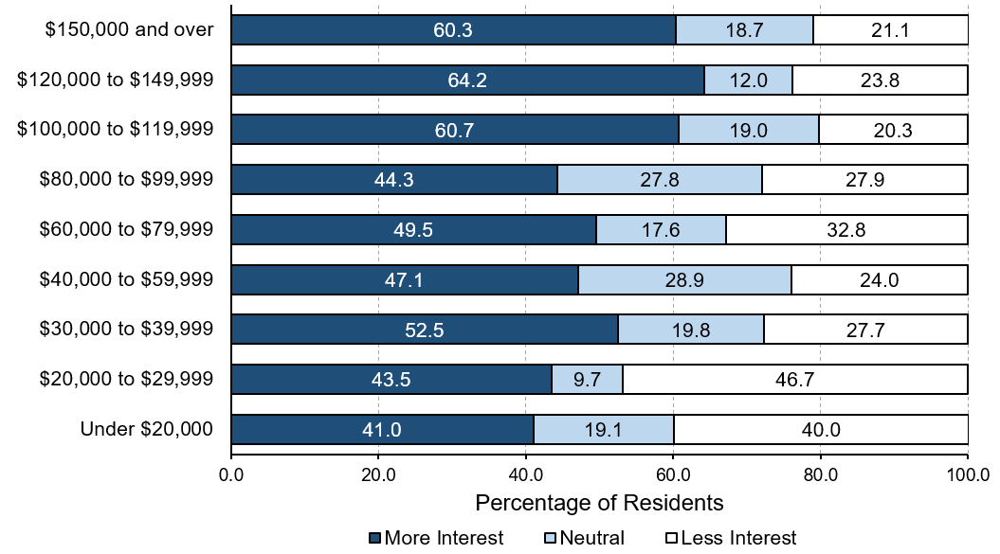 $150,000 and over 60.3 18.7 21.1
$120,000 to $149,999 64.2 12.0 23.8
$100,000 to $119,999 60.7 19.0 20.3
$80,000 to $99,999 44.3 27.8 27.9
$60,000 to $79,999 49.5 17.6 32.8
$40,000 to $59,999 47.1 28.9 24.0
$30,000 to $39,999 52.5 19.8 27.7
$20,000 to $29,999 43.5 9.7 46.7
Under $20,000 41.0 19.1 40.0
0.0 20.0 40.0 60.0 80.0 100.0
Percentage of Residents
More Interest Neutral Less Interest